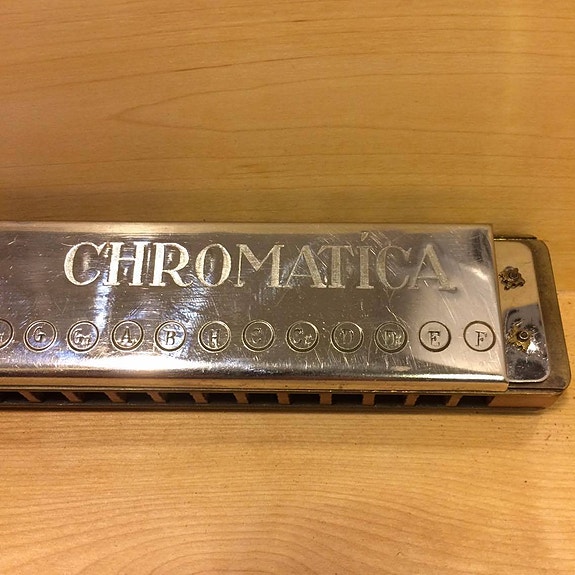 CHROMATICA
G G# A B H C C# D D# E F